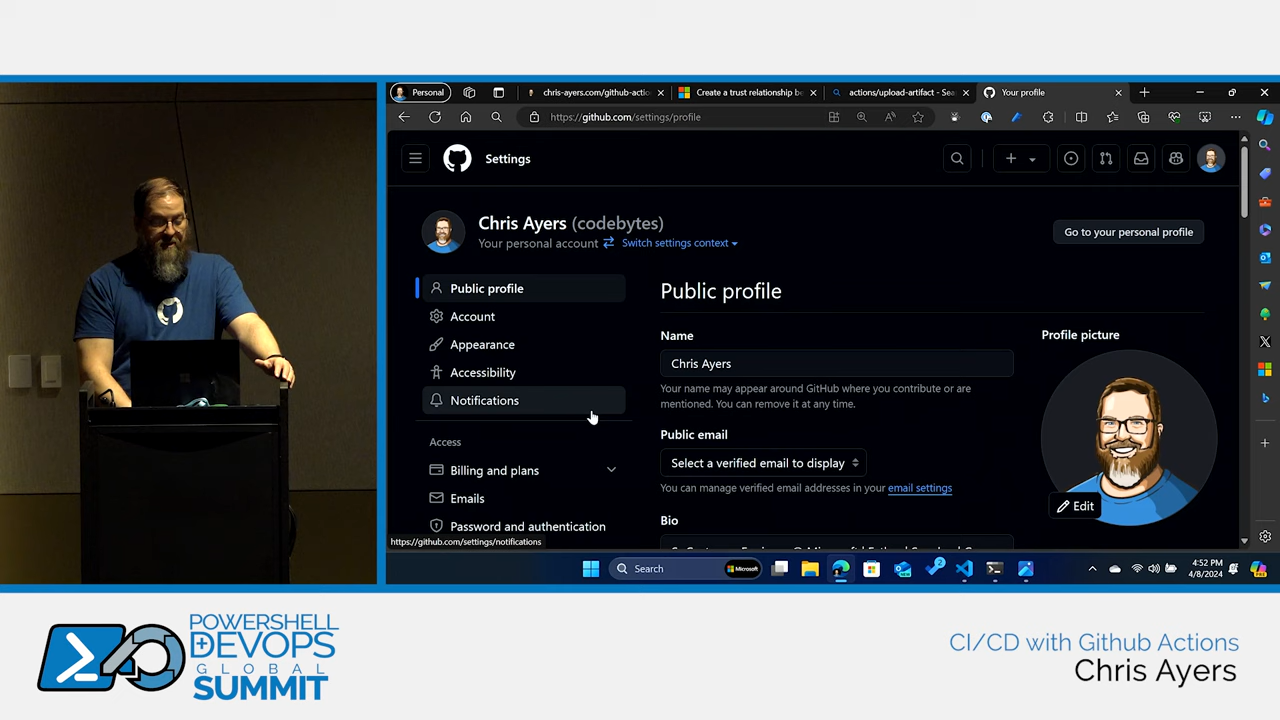 Personal
chris-ayers.com/github-actio
Create a trust relationship be
actions/upload-artifact - Sea
Your profile
https://github.com/settings/profile
Settings
Chris Ayers (codebytes)
Your personal account
Switch settings context
Go to your personal profile
Public profile
Account
Appearance
Accessibility
Notifications
Access
Billing and plans
Emails
Password and authentication
https://github.com/settings/notifications
Public profile
Name
Chris Ayers
Your name may appear around GitHub where you contribute or are
mentioned. You can remove it at any time.
Public email
Select a verified email to display
You can manage verified email addresses in your email settings
Bio
Profile picture
Edit
Search
Microsoft
4:52 PM
4/8/2024
POWERSHELL
+DEVOPS
GLOBAL
SUMMIT
CI/CD with Github Actions
Chris Ayers